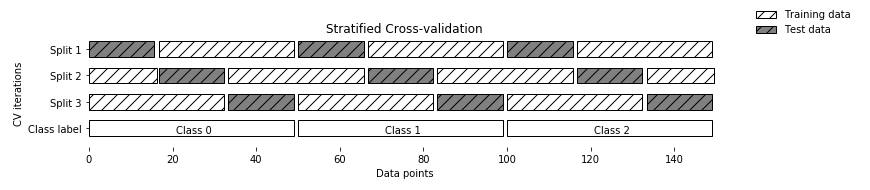 Training data
Test data
Stratified Cross-validation
Split 1
Split 2
Split 3
Class label
CV iterations
Class 0 Class 1 Class 2
0 20 40 60 80 100 120 140
Data points